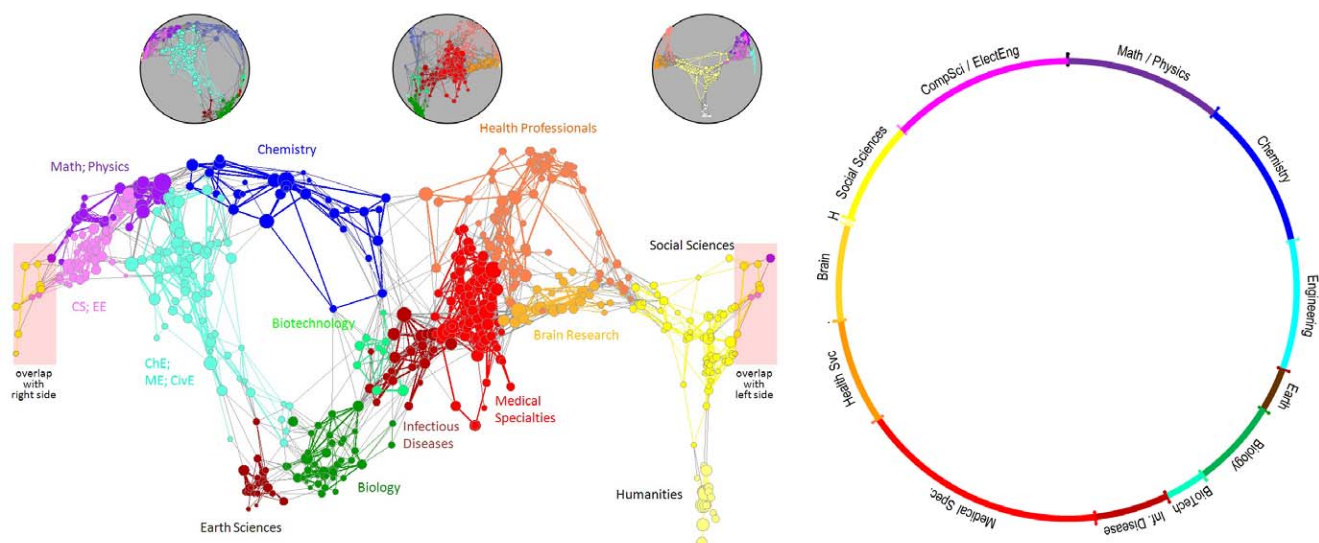 Health Professionals
Chemistry
Math; Physics
Social Sciences
CS; EE
Biotechnology
Brain Research
ChE;
ME; CivE
overlap
with
right side
overlap
with
left side
Medical
Specialties
Infectious
Diseases
Biology
Humanities
Earth Sciences
CompSci / ElectEng
Math / Physics
Chemistry
Engineering
Earth
Biology
BioTech
Inf. Disease
Medical Spec.
Health Svc
Brain
H
Social Sciences